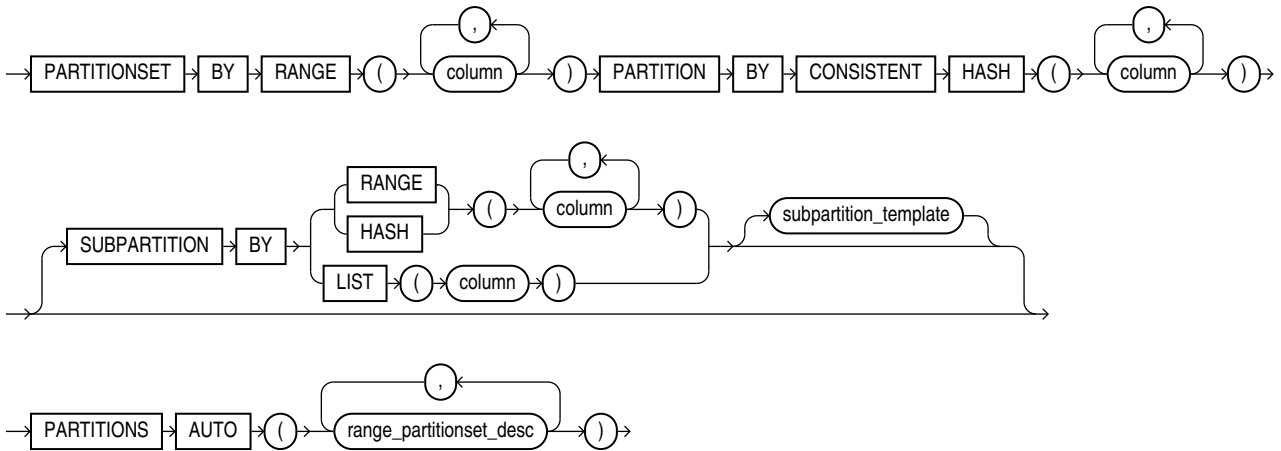 ,
,
PARTITIONSET BY RANGE ( column ) PARTITION BY CONSISTENT HASH ( column )
,
RANGE
subpartition_template
( column )
HASH
SUBPARTITION BY
LIST ( column )
,
PARTITIONS AUTO ( range_partitionset_desc )